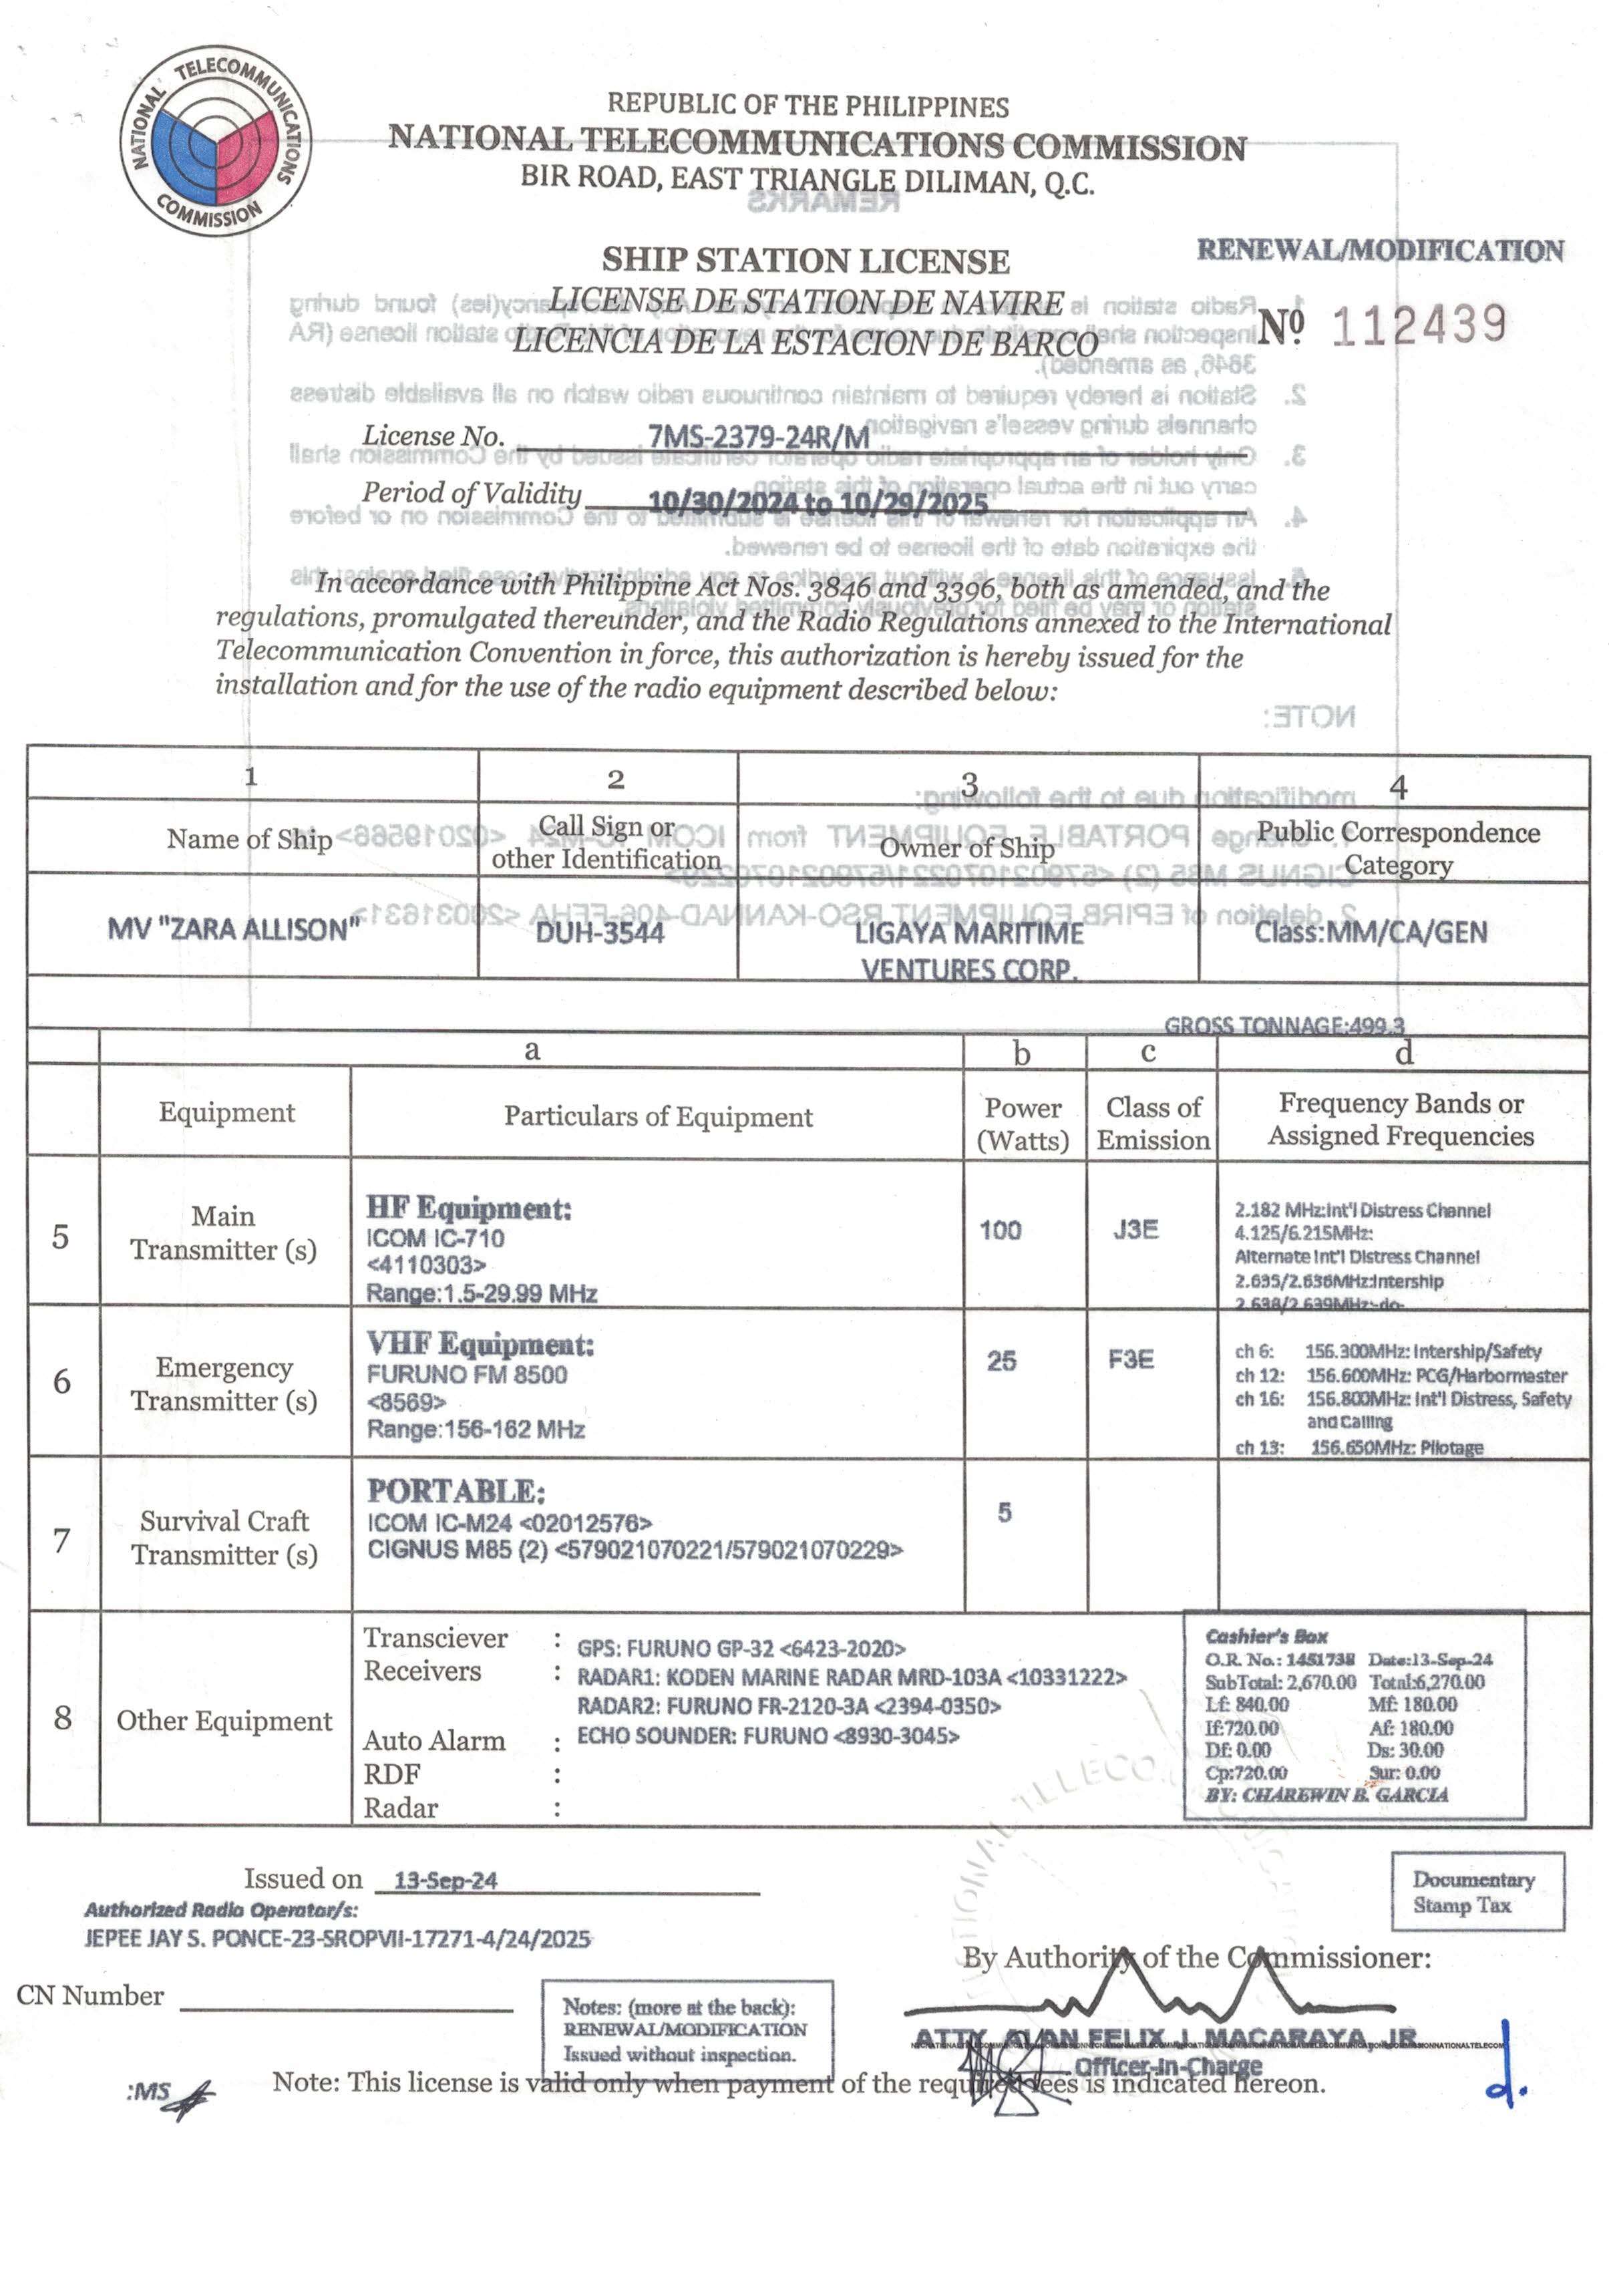 NATIONAL TELECOMMUNICATIONS COMMISSION
REPUBLIC OF THE PHILIPPINES
NATIONAL TELECOMMUNICATIONS COMMISSION
BIR ROAD, EAST TRIANGLE DILIMAN, Q.C.
REMARKS
RENEWAL/MODIFICATION
SHIP STATION LICENSE
LICENSE DE STATION DE NAVIRE
LICENCIA DE LA ESTACION DE BARCO
Nº 112439
License No. 7MS-2379-24R/M
Period of Validity 10/30/2024 to 10/29/2025
In accordance with Philippine Act Nos. 3846 and 3396, both as amended, and the
regulations, promulgated thereunder, and the Radio Regulations annexed to the International
Telecommunication Convention in force, this authorization is hereby issued for the
installation and for the use of the radio equipment described below:
NOTE:
1 2 3 4
Name of Ship
Call Sign or
other Identification
Owner of Ship
Public Correspondence
Category
MV "ZARA ALLISON"
DUH-3544
LIGAYA MARITIME
VENTURES CORP.
Class:MM/CA/GEN
GROSS TONNAGE:499.3
a b c d
Equipment
Particulars of Equipment
Power
(Watts)
Class of
Emission
Frequency Bands or
Assigned Frequencies
5
Main
Transmitter (s)
HF Equipment:
ICOM IC-710
<4110303>
Range:1.5-29.99 MHz
100
J3E
2.182 MHz:Int'l Distress Channel
4.125/6.215MHz:
Alternate Int'l Distress Channel
2.635/2.636MHz:Intership
2.638/2.639MHz:-do-
6
Emergency
Transmitter (s)
VHF Equipment:
FURUNO FM 8500
<8569>
Range:156-162 MHz
25
F3E
ch 6: 156.300MHz: Intership/Safety
ch 12: 156.600MHz: PCG/Harbormaster
ch 16: 156.800MHz: Int'l Distress, Safety
and Calling
ch 13: 156.650MHz: Pilotage
7
Survival Craft
Transmitter (s)
PORTABLE:
ICOM IC-M24 <02012576>
CIGNUS M85 (2) <579021070221/579021070229>
5
8
Other Equipment
Transciever : GPS: FURUNO GP-32 <6423-2020>
Receivers : RADAR1: KODEN MARINE RADAR MRD-103A <10331222>
RADAR2: FURUNO FR-2120-3A <2394-0350>
Auto Alarm : ECHO SOUNDER: FURUNO <8930-3045>
RDF :
Radar :
Cashier's Box
O.R. No.: 1451738 Date:13-Sep-24
SubTotal: 2,670.00 Total:6,270.00
Lf: 840.00 Mf: 180.00
If:720.00 Af: 180.00
Df: 0.00 Ds: 30.00
Cp:720.00 Sur: 0.00
BY: CHAREWIN B. GARCIA
Issued on 13-Sep-24
Authorized Radio Operator/s:
JEPEE JAY S. PONCE-23-SROPVII-17271-4/24/2025
Documentary
Stamp Tax
By Authority of the Commissioner:
CN Number
Notes: (more at the back):
RENEWAL/MODIFICATION
Issued without inspection.
ATTY. ALAN FELIX J. MACARAYA, JR.
Officer-In-Charge
:MS
Note: This license is valid only when payment of the required fees is indicated hereon.